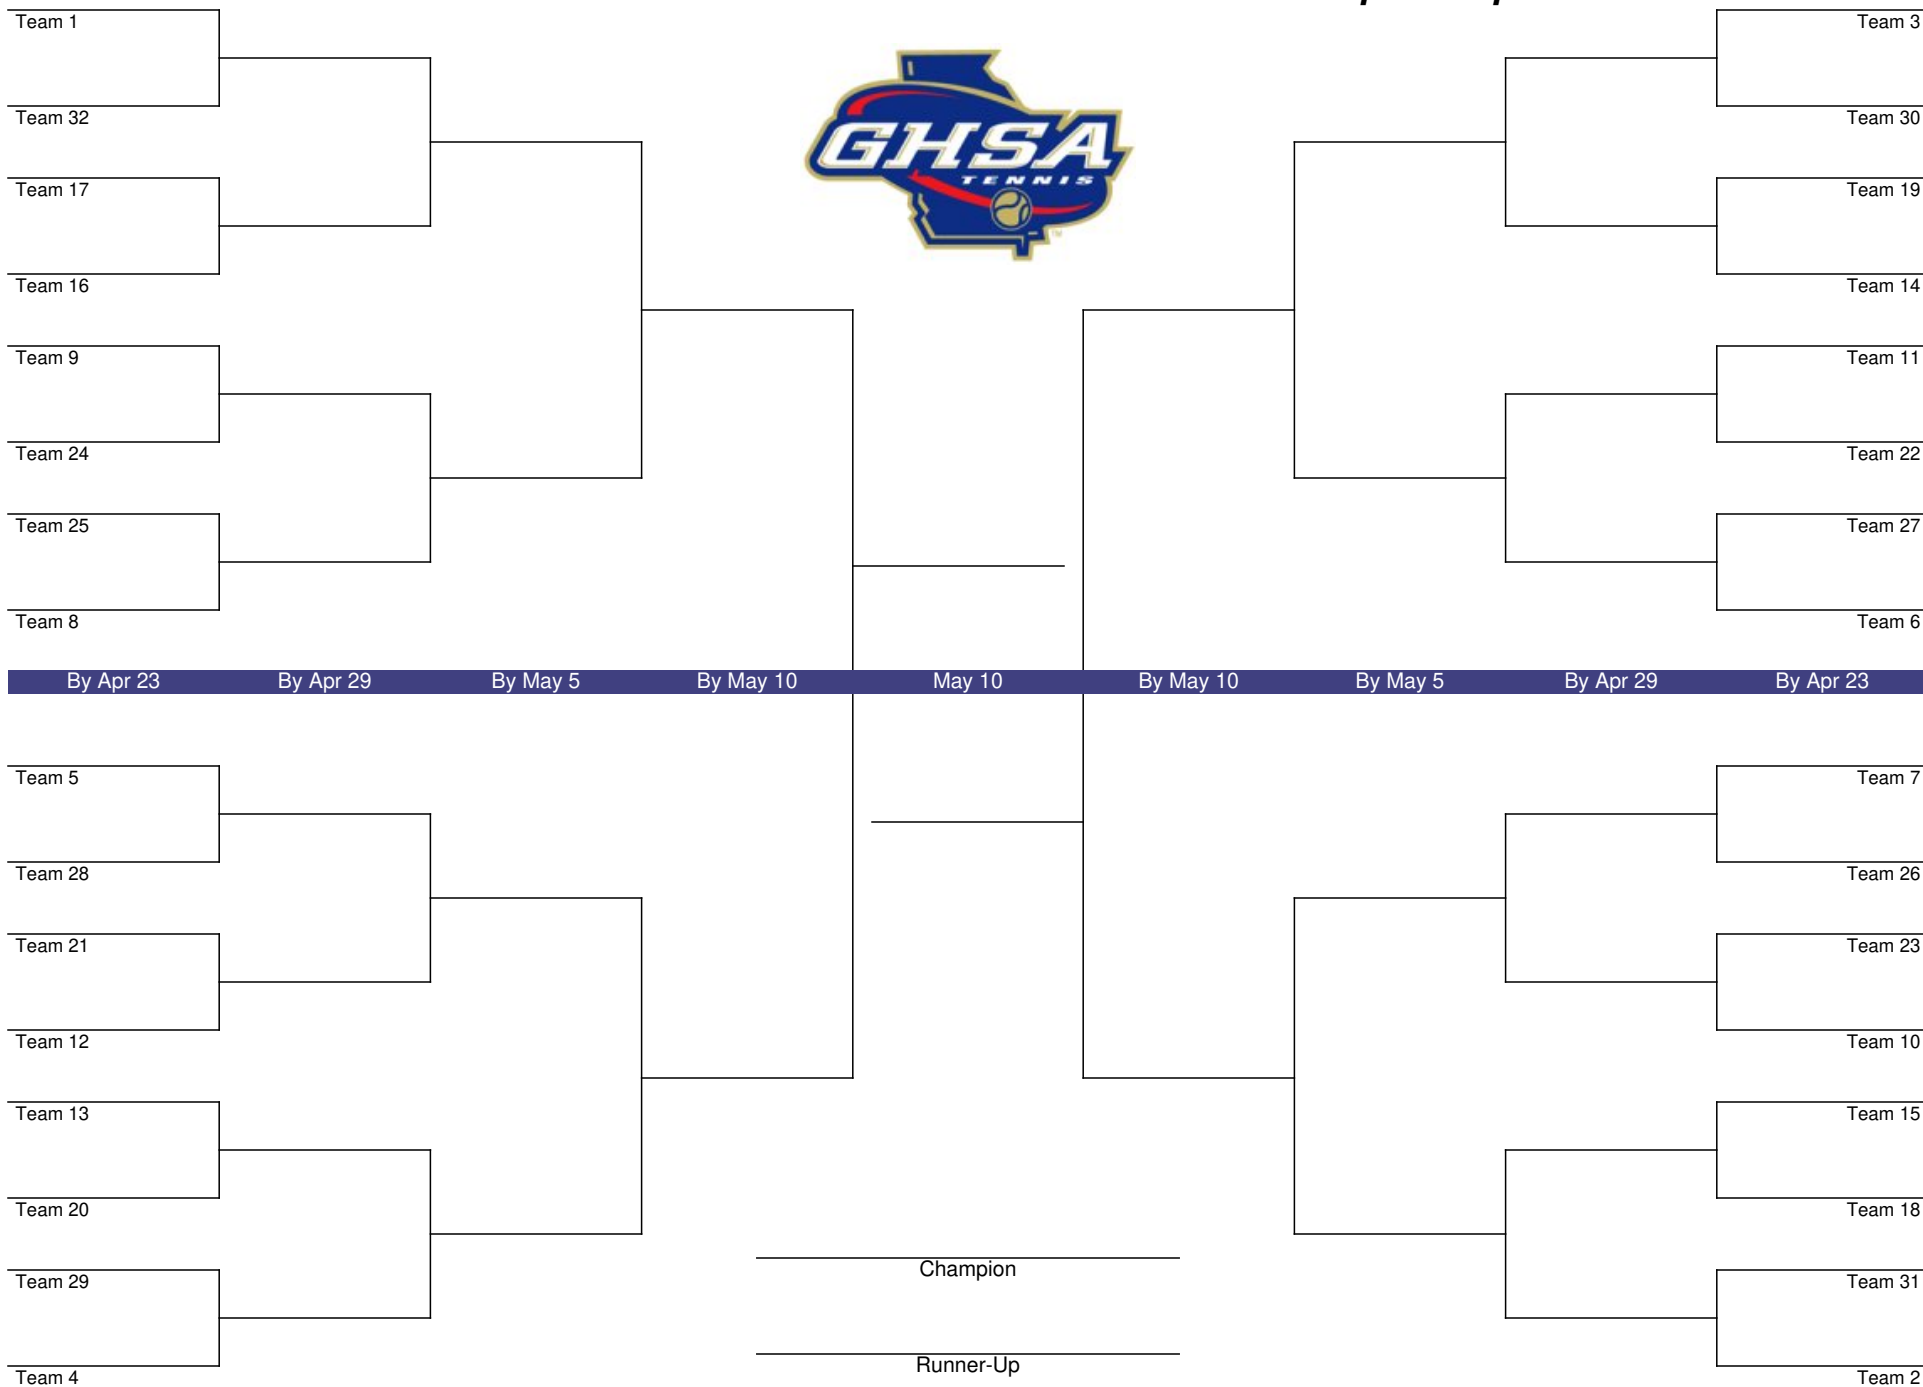 Team 1
Team 32
Team 17
Team 16
Team 9
Team 24
Team 25
Team 8
GHSA
TENNIS
TM
Team 3
Team 30
Team 19
Team 14
Team 11
Team 22
Team 27
Team 6
By Apr 23 By Apr 29 By May 5 By May 10 May 10 By May 10 By May 5 By Apr 29 By Apr 23
Team 5
Team 28
Team 21
Team 12
Team 13
Team 20
Team 29
Team 4
Champion
Runner-Up
Team 7
Team 26
Team 23
Team 10
Team 15
Team 18
Team 31
Team 2